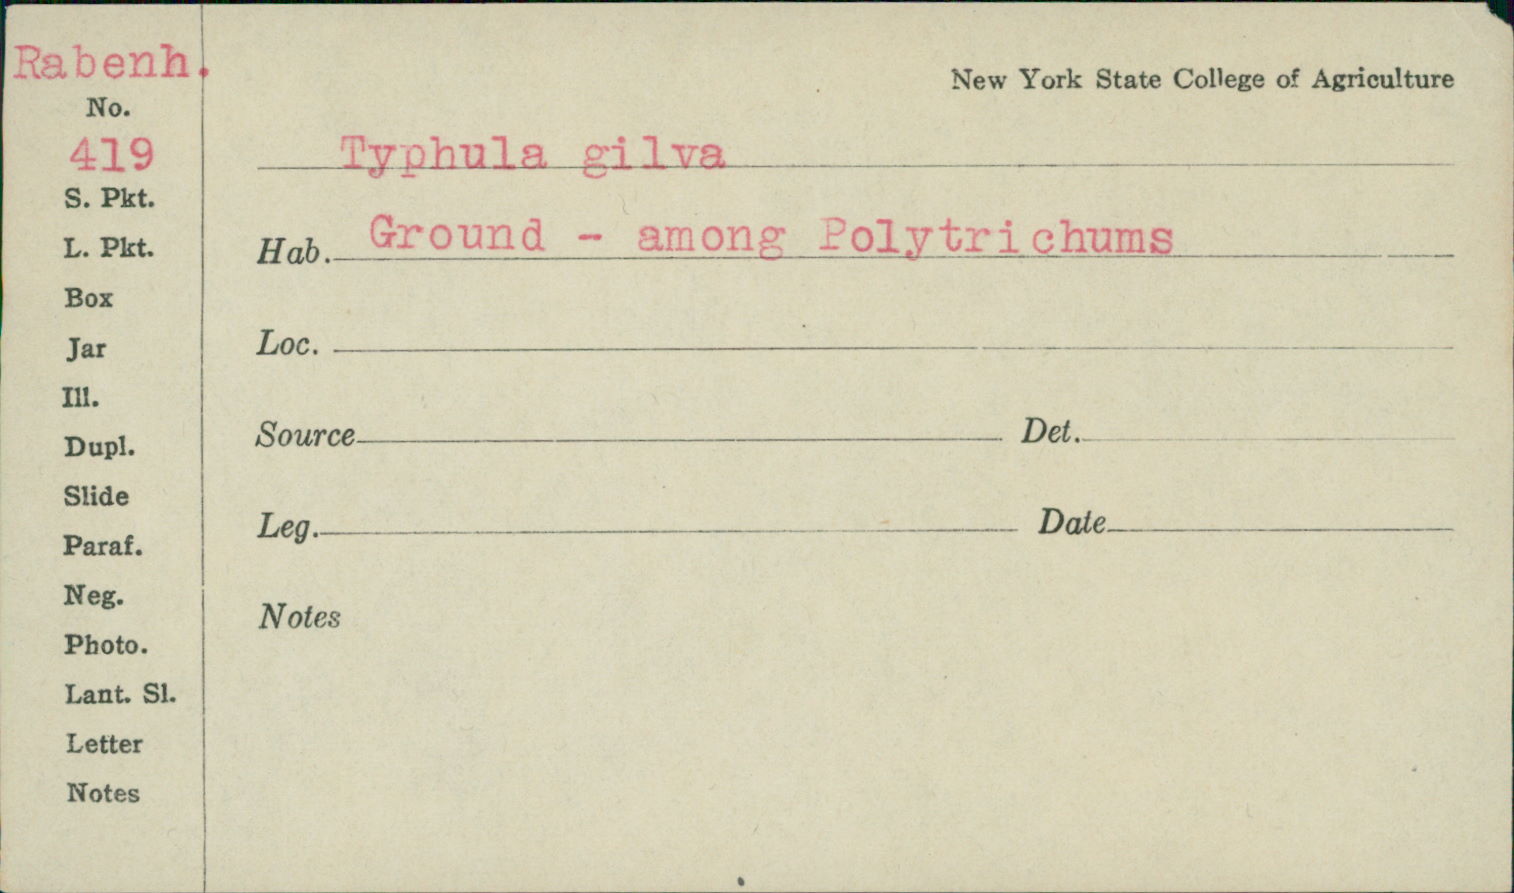 Rabenh.
No.
419
S. Pkt.
L. Pkt.
Box
Jar
Ill.
Dupl.
Slide
Paraf.
Neg.
Photo.
Lant. Sl.
Letter
Notes
New York State College of Agriculture
Typhula gilva
Hab. Ground - among Polytrichums
Loc.
Source Det.
Leg. Date
Notes